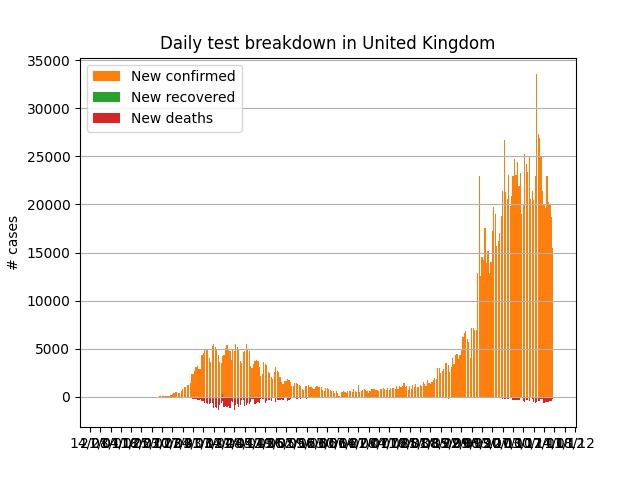 Daily test breakdown in United Kingdom
New confirmed
New recovered
New deaths
# cases
35000
30000
25000
20000
15000
10000
5000
0